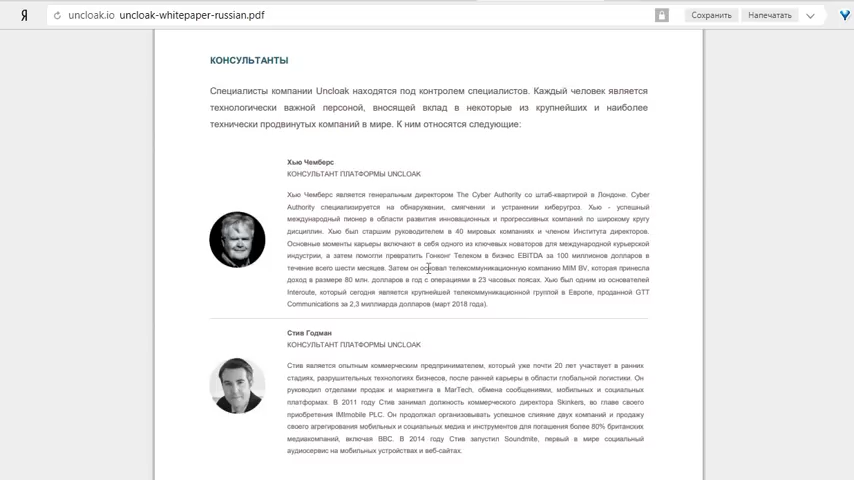 Я uncloak.io uncloak-whitepaper-russian.pdf Сохранить Напечатать
КОНСУЛЬТАНТЫ
Специалисты компании Uncloak находятся под контролем специалистов. Каждый человек является
технологически важной персоной, вносящей вклад в некоторые из крупнейших и наиболее
технически продвинутых компаний в мире. К ним относятся следующие:
Хью Чемберс
КОНСУЛЬТАНТ ПЛАТФОРМЫ UNCLOAK
Хью Чемберс является генеральным директором The Cyber Authority со штаб-квартирой в Лондоне. Cyber
Authority специализируется на обнаружении, смягчении и устранении киберугроз. Хью - успешный
международный пионер в области развития инновационных и прогрессивных компаний по широкому кругу
дисциплин. Хью был старшим руководителем в 40 мировых компаниях и членом Института директоров.
Основные моменты карьеры включают в себя одного из ключевых новаторов для международной курьерской
индустрии, а затем помогли превратить Гонконг Телеком в бизнес EBITDA за 100 миллионов долларов в
течение всего шести месяцев. Затем он основал телекоммуникационную компанию MIM BV, которая принесла
доход в размере 80 млн. долларов в год с операциями в 23 часовых поясах. Хью был одним из основателей
Interoute, который сегодня является крупнейшей телекоммуникационной группой в Европе, проданной GTT
Communications за 2,3 миллиарда долларов (март 2018 года).
Стив Годман
КОНСУЛЬТАНТ ПЛАТФОРМЫ UNCLOAK
Стив является опытным коммерческим предпринимателем, который уже почти 20 лет участвует в ранних
стадиях, разрушительных технологиях бизнесов, после ранней карьеры в области глобальной логистики. Он
руководил отделами продаж и маркетинга в MarTech, обмена сообщениями, мобильных и социальных
платформах. В 2011 году Стив занимал должность коммерческого директора Skinkers, во главе своего
приобретения IMImobile PLC. Он продолжал организовывать успешное слияние двух компаний и продажу
своего агрегирования мобильных и социальных медиа и инструментов для погашения более 80% британских
медиакомпаний, включая BBC. В 2014 году Стив запустил Soundmite, первый в мире социальный
аудиосервис на мобильных устройствах и веб-сайтах.